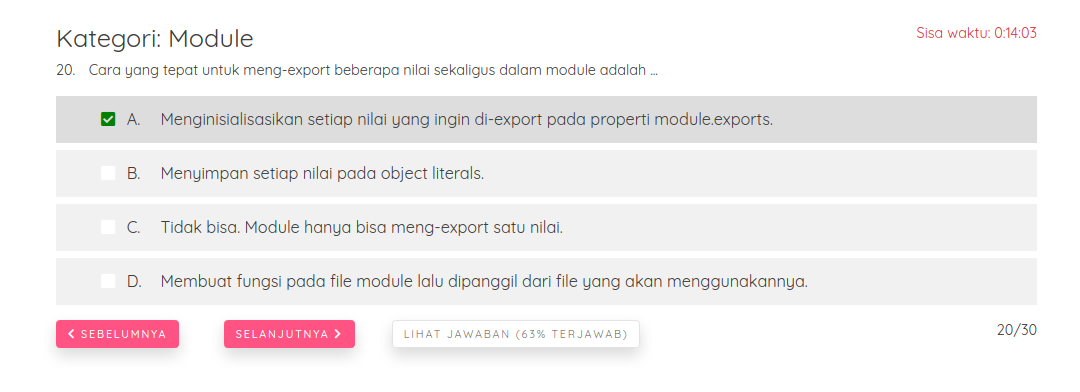 Kategori: Module
Sisa waktu: 0:14:03
20. Cara yang tepat untuk meng-export beberapa nilai sekaligus dalam module adalah ...
A. Menginisialisasikan setiap nilai yang ingin di-export pada properti module.exports.
B. Menyimpan setiap nilai pada object literals.
C. Tidak bisa. Module hanya bisa meng-export satu nilai.
D. Membuat fungsi pada file module lalu dipanggil dari file yang akan menggunakannya.
SEBELUMNYA SELANJUTNYA LIHAT JAWABAN (63% TERJAWAB) 20/30